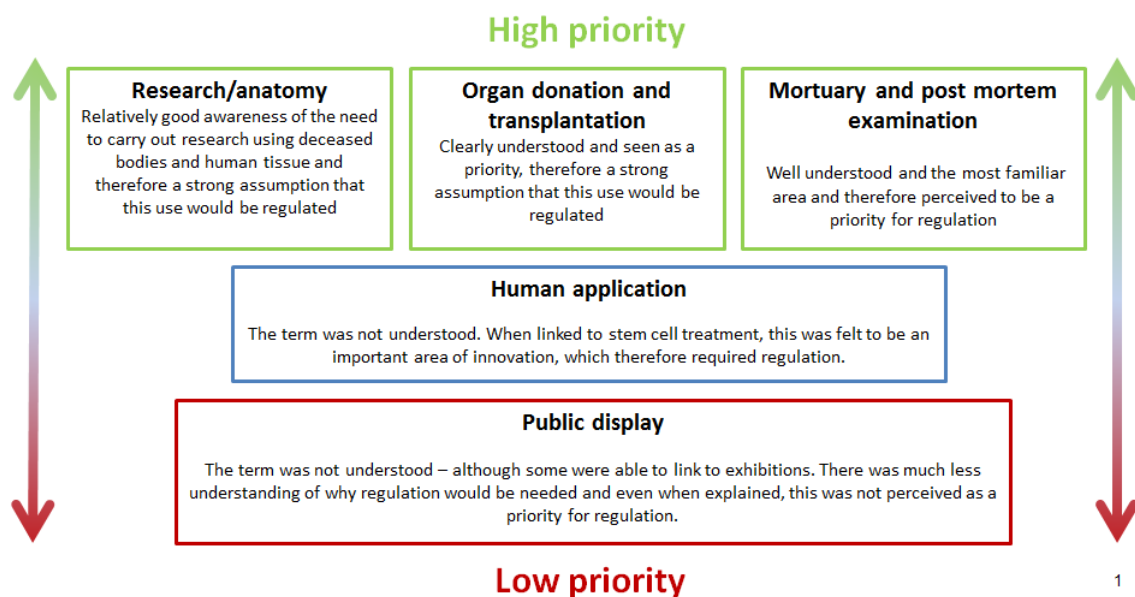 High priority
Research/anatomy
Relatively good awareness of the need
to carry out research using deceased
bodies and human tissue and
therefore a strong assumption that
this use would be regulated
Organ donation and
transplantation
Clearly understood and seen as a
priority, therefore a strong
assumption that this use would be
regulated
Mortuary and post mortem
examination
Well understood and the most familiar
area and therefore perceived to be a
priority for regulation
Human application
The term was not understood. When linked to stem cell treatment, this was felt to be an
important area of innovation, which therefore required regulation.
Public display
The term was not understood – although some were able to link to exhibitions. There was much less
understanding of why regulation would be needed and even when explained, this was not perceived as a
priority for regulation.
Low priority
1